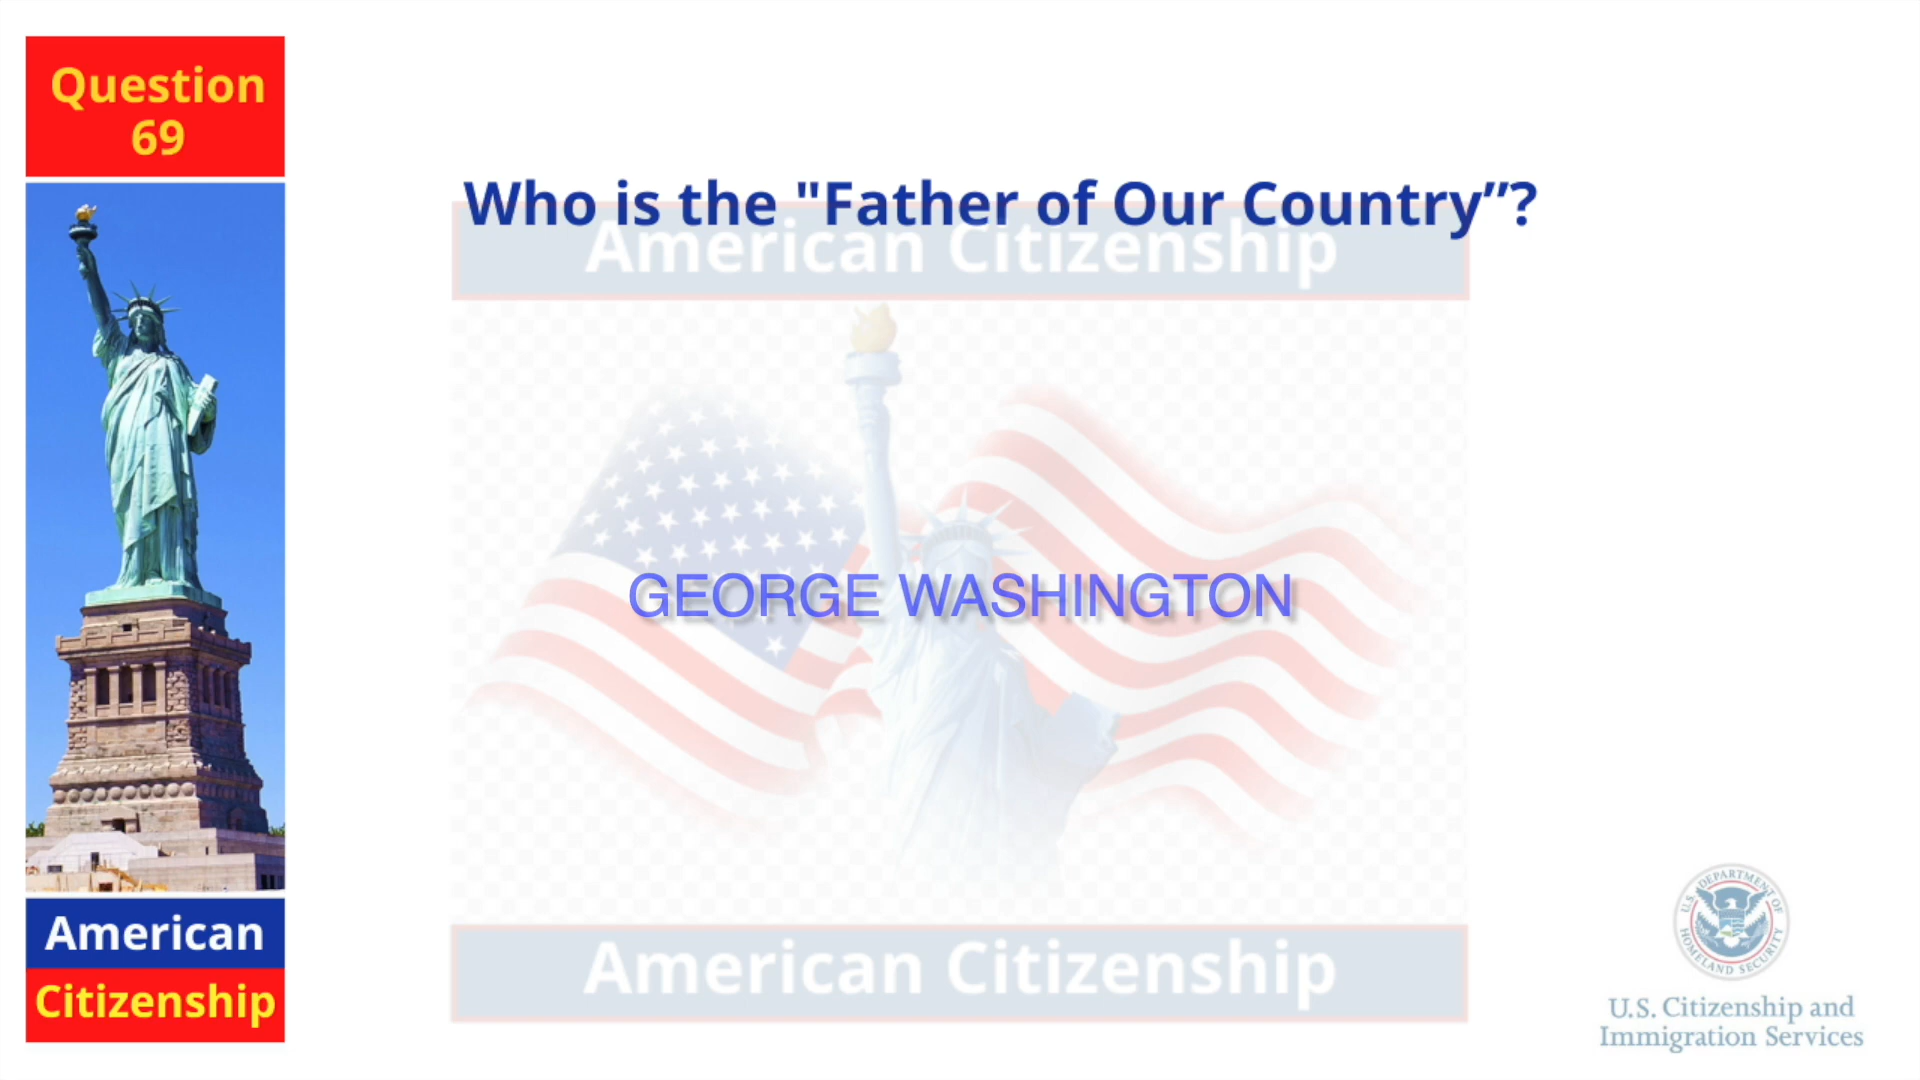 Question
69
Who is the "Father of Our Country”?
American Citizenship
GEORGE WASHINGTON
American
Citizenship
American Citizenship
U.S. DEPARTMENT OF
HOMELAND SECURITY
U.S. Citizenship and
Immigration Services